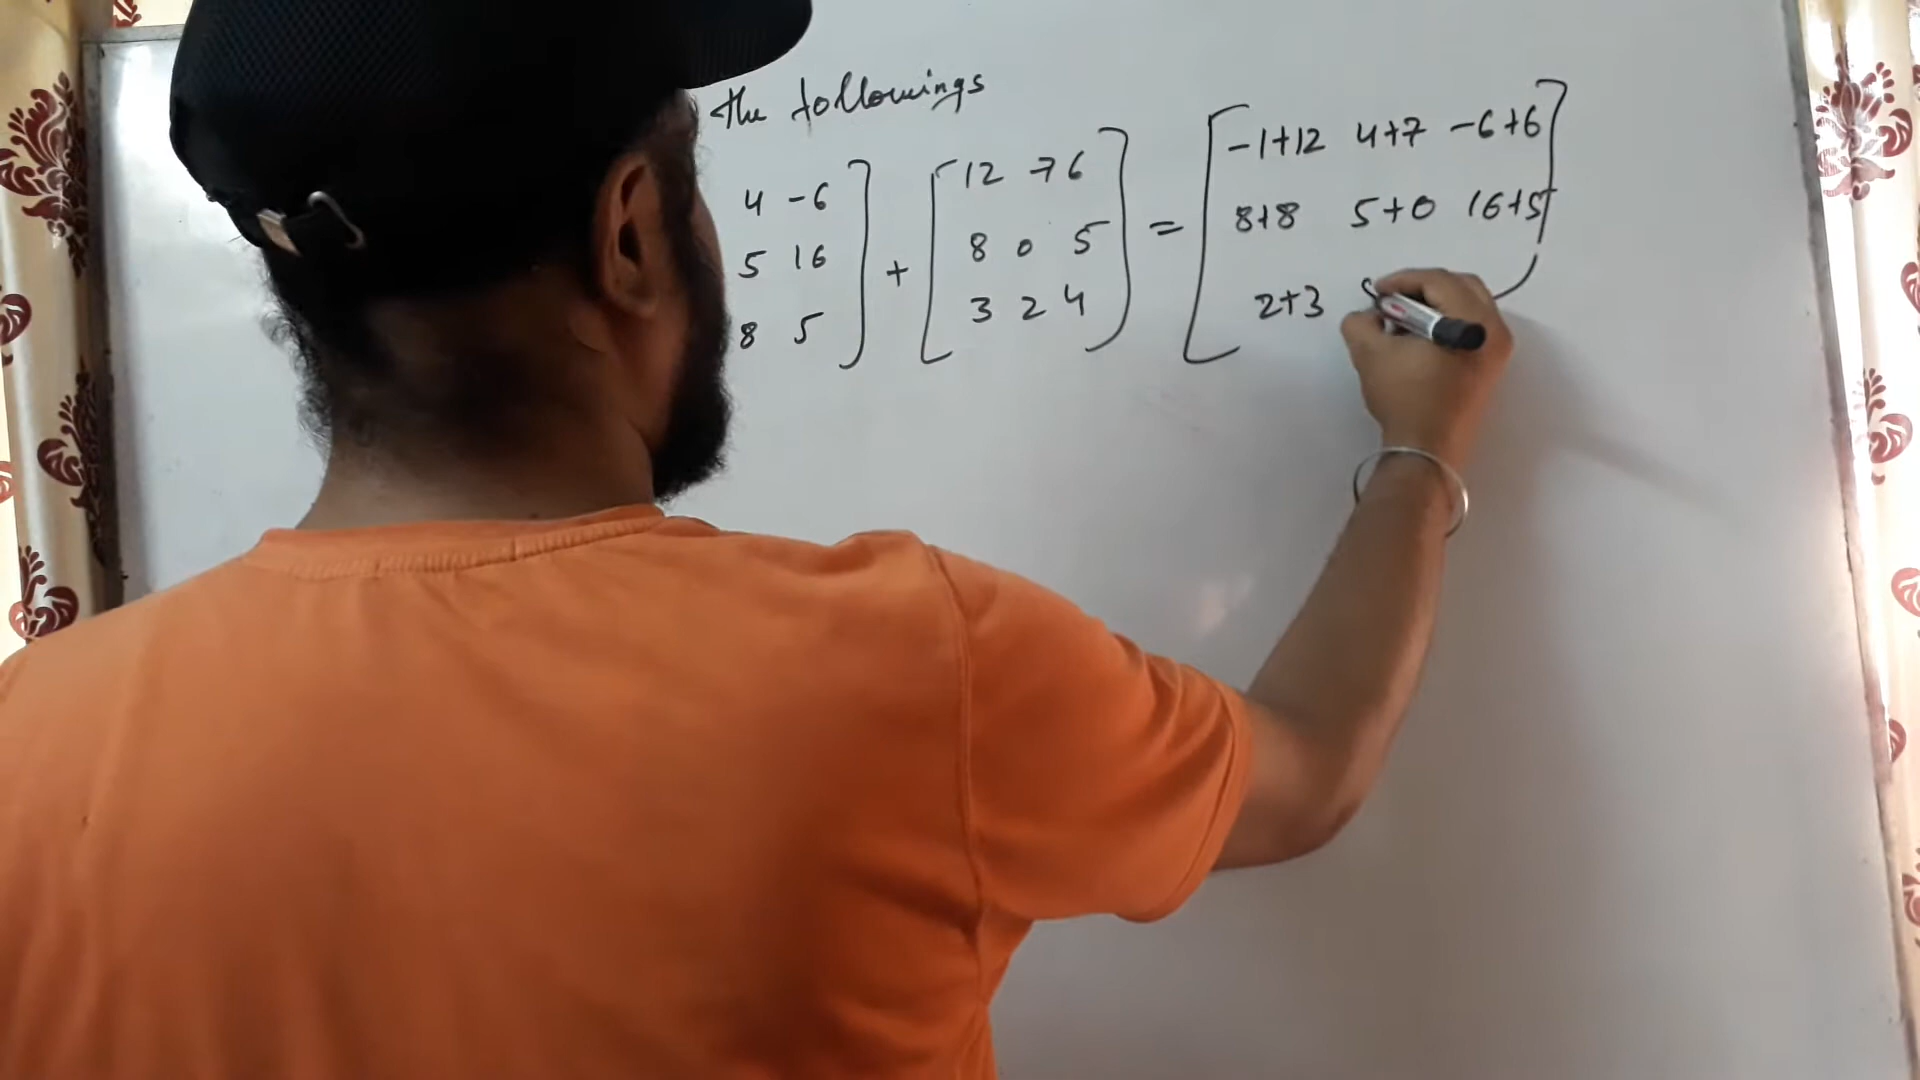 the followings
4 -6 ] + [ 12 7 6 ] = [ -1+12 4+7 -6+6 ]
5 16 8 0 5 8+8 5+0 16+5
8 5 3 2 4 2+3